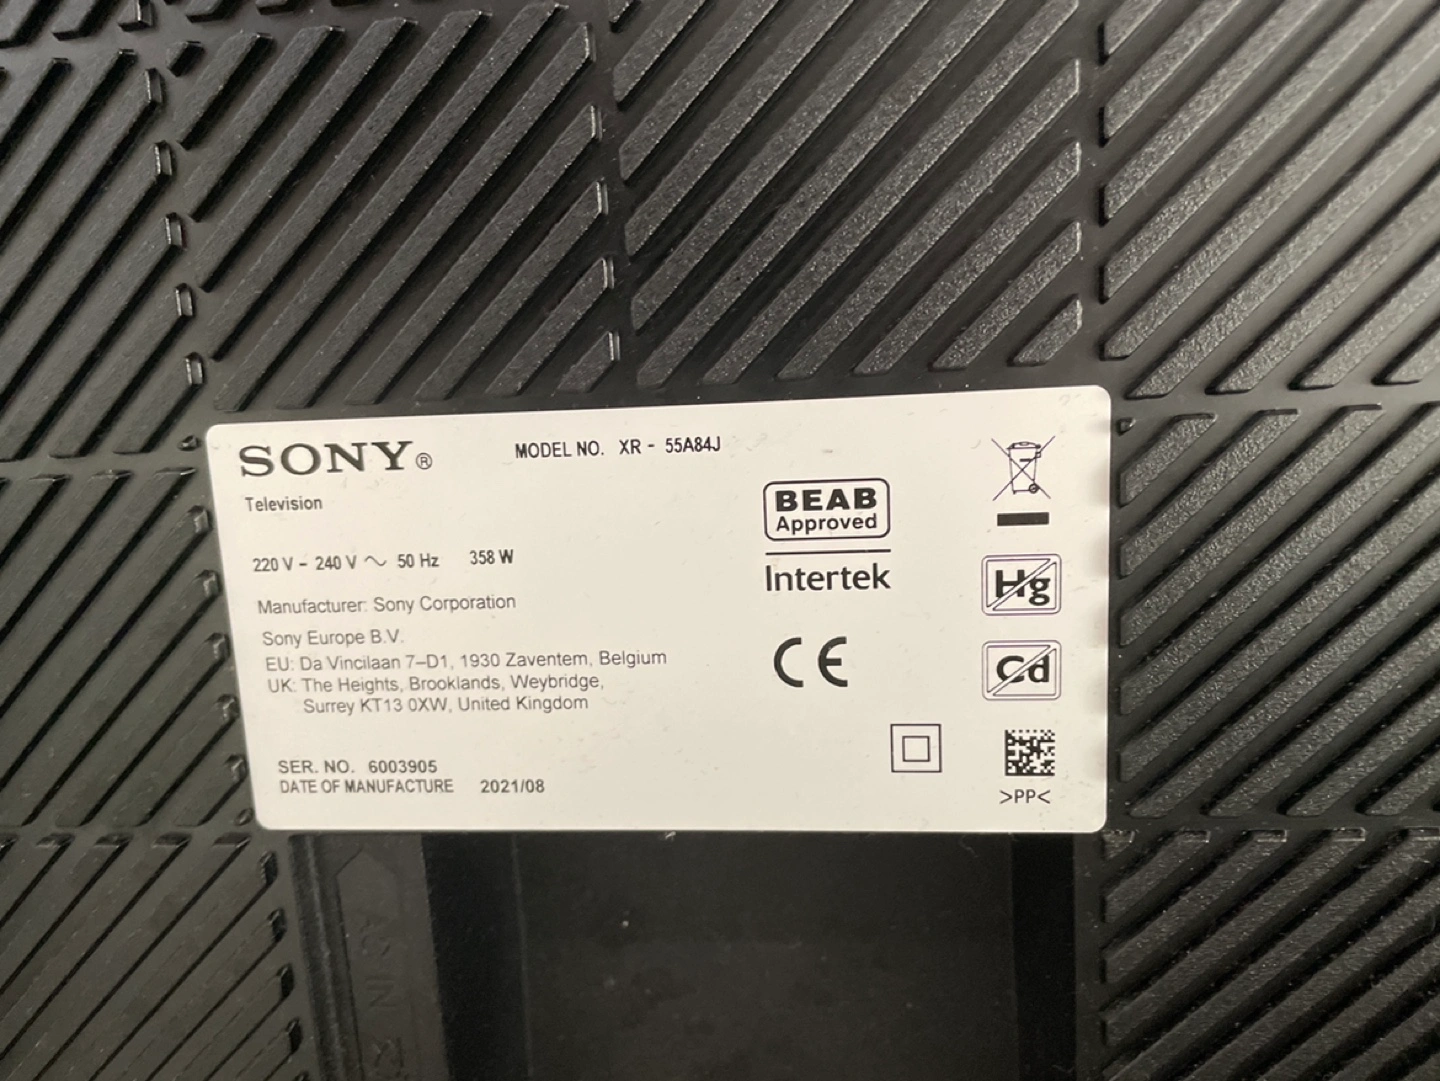 SONY®
MODEL NO. XR - 55A84J
Television
220 V - 240 V ~ 50 Hz 358 W
Manufacturer: Sony Corporation
Sony Europe B.V.
EU: Da Vincilaan 7–D1, 1930 Zaventem, Belgium
UK: The Heights, Brooklands, Weybridge,
Surrey KT13 0XW, United Kingdom
SER. NO. 6003905
DATE OF MANUFACTURE 2021/08
BEAB
Approved
Intertek
CE
Hg
Cd
>PP<
AC IN